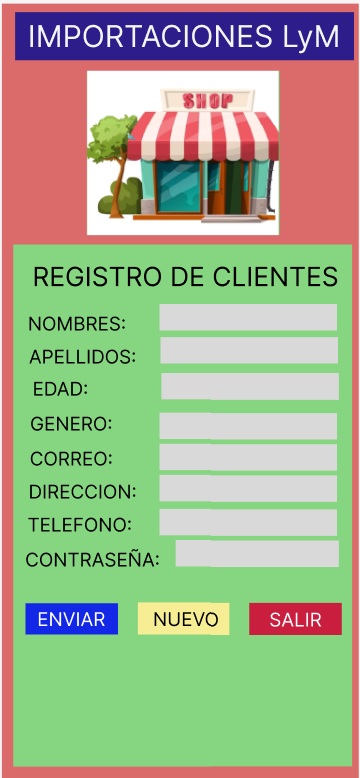 IMPORTACIONES LyM
SHOP
REGISTRO DE CLIENTES
NOMBRES:
APELLIDOS:
EDAD:
GENERO:
CORREO:
DIRECCION:
TELEFONO:
CONTRASEÑA:
ENVIAR NUEVO SALIR